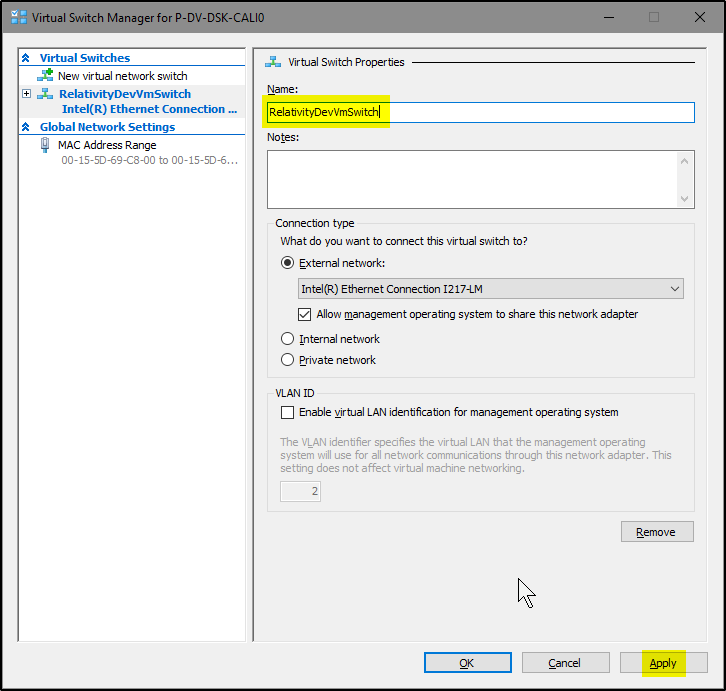 Virtual Switch Manager for P-DV-DSK-CALI0
Virtual Switches
New virtual network switch
RelativityDevVmSwitch
Intel(R) Ethernet Connection ...
Global Network Settings
MAC Address Range
00-15-5D-69-C8-00 to 00-15-5D-6...
Virtual Switch Properties
Name:
RelativityDevVmSwitch
Notes:
Connection type
What do you want to connect this virtual switch to?
External network:
Intel(R) Ethernet Connection I217-LM
Allow management operating system to share this network adapter
Internal network
Private network
VLAN ID
Enable virtual LAN identification for management operating system
The VLAN identifier specifies the virtual LAN that the management operating
system will use for all network communications through this network adapter. This
setting does not affect virtual machine networking.
2
Remove
OK
Cancel
Apply